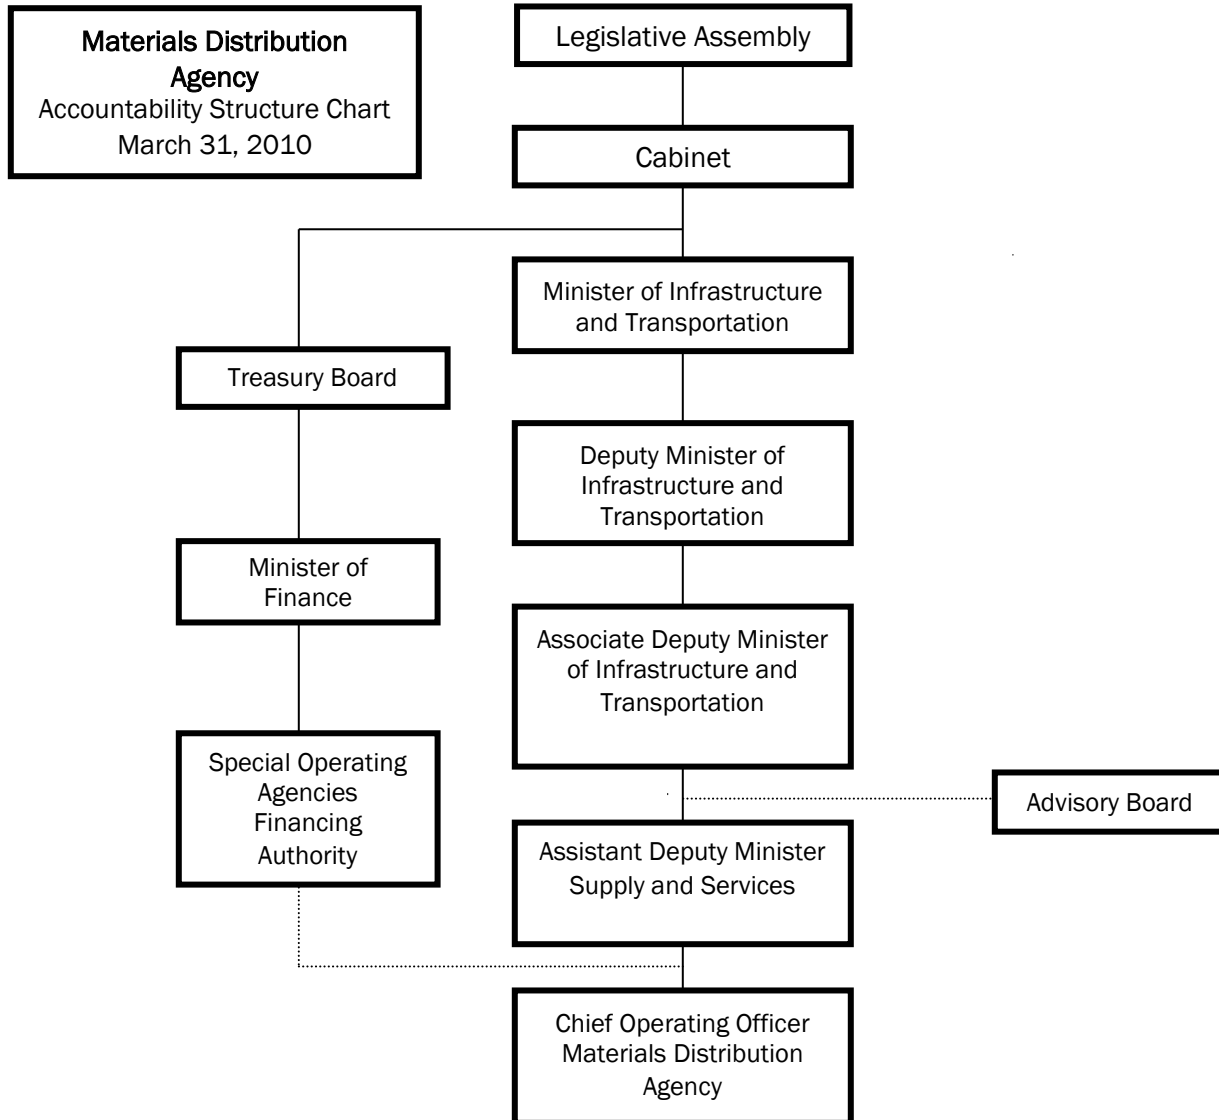 Materials Distribution
Agency
Accountability Structure Chart
March 31, 2010
Legislative Assembly
Cabinet
Minister of Infrastructure
and Transportation
Treasury Board
Deputy Minister of
Infrastructure and
Transportation
Minister of
Finance
Associate Deputy Minister
of Infrastructure and
Transportation
Special Operating
Agencies
Financing
Authority
Advisory Board
Assistant Deputy Minister
Supply and Services
Chief Operating Officer
Materials Distribution
Agency